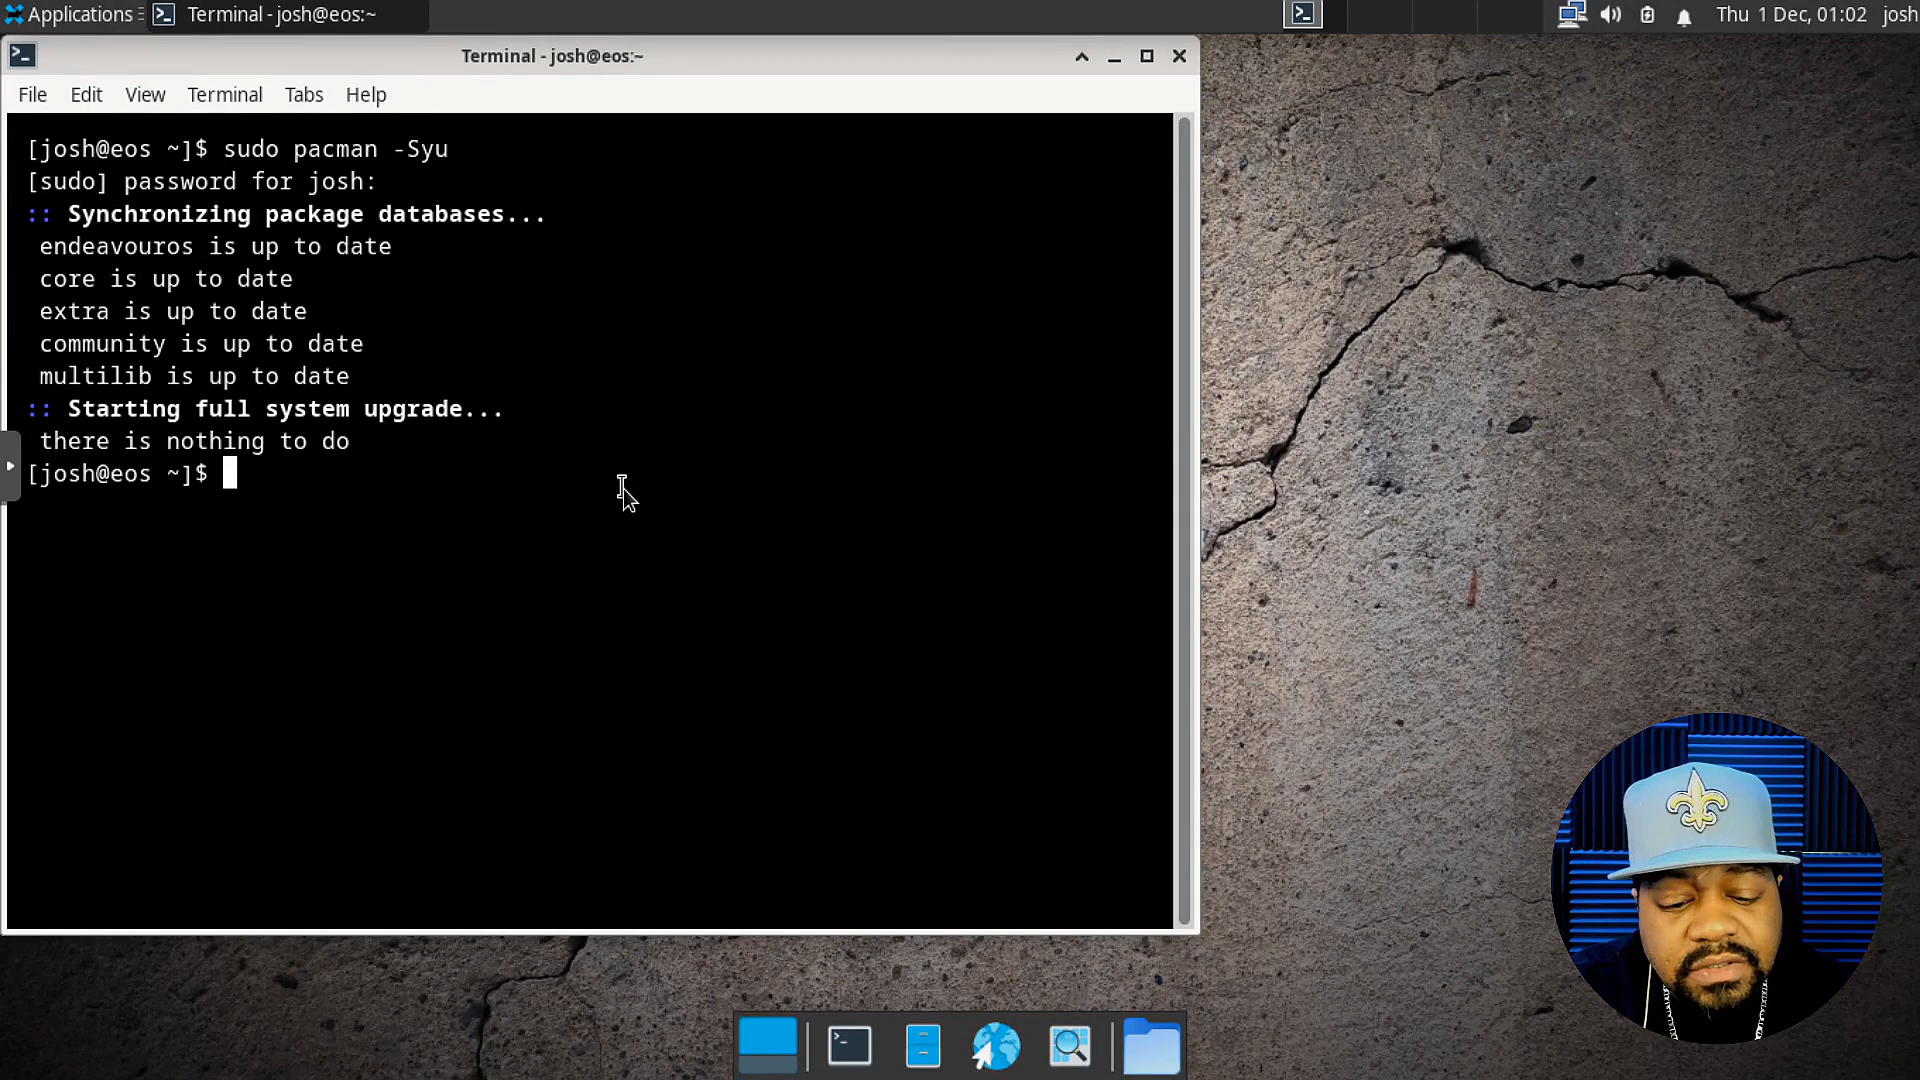 Applications
Terminal - josh@eos:~
Thu 1 Dec, 01:02
josh
Terminal - josh@eos:~
File
Edit
View
Terminal
Tabs
Help
[josh@eos ~]$ sudo pacman -Syu
[sudo] password for josh:
:: Synchronizing package databases...
endeavouros is up to date
core is up to date
extra is up to date
community is up to date
multilib is up to date
:: Starting full system upgrade...
there is nothing to do
[josh@eos ~]$